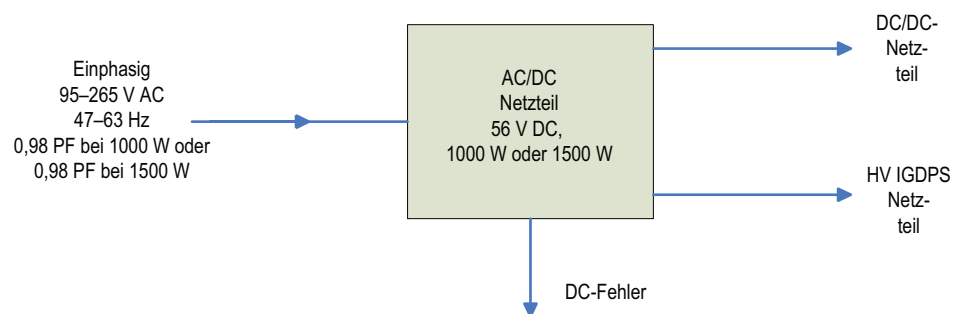 Einphasig
95–265 V AC
47–63 Hz
0,98 PF bei 1000 W oder
0,98 PF bei 1500 W
AC/DC
Netzteil
56 V DC,
1000 W oder 1500 W
DC/DC-
Netz-
teil
HV IGDPS
Netz-
teil
DC-Fehler